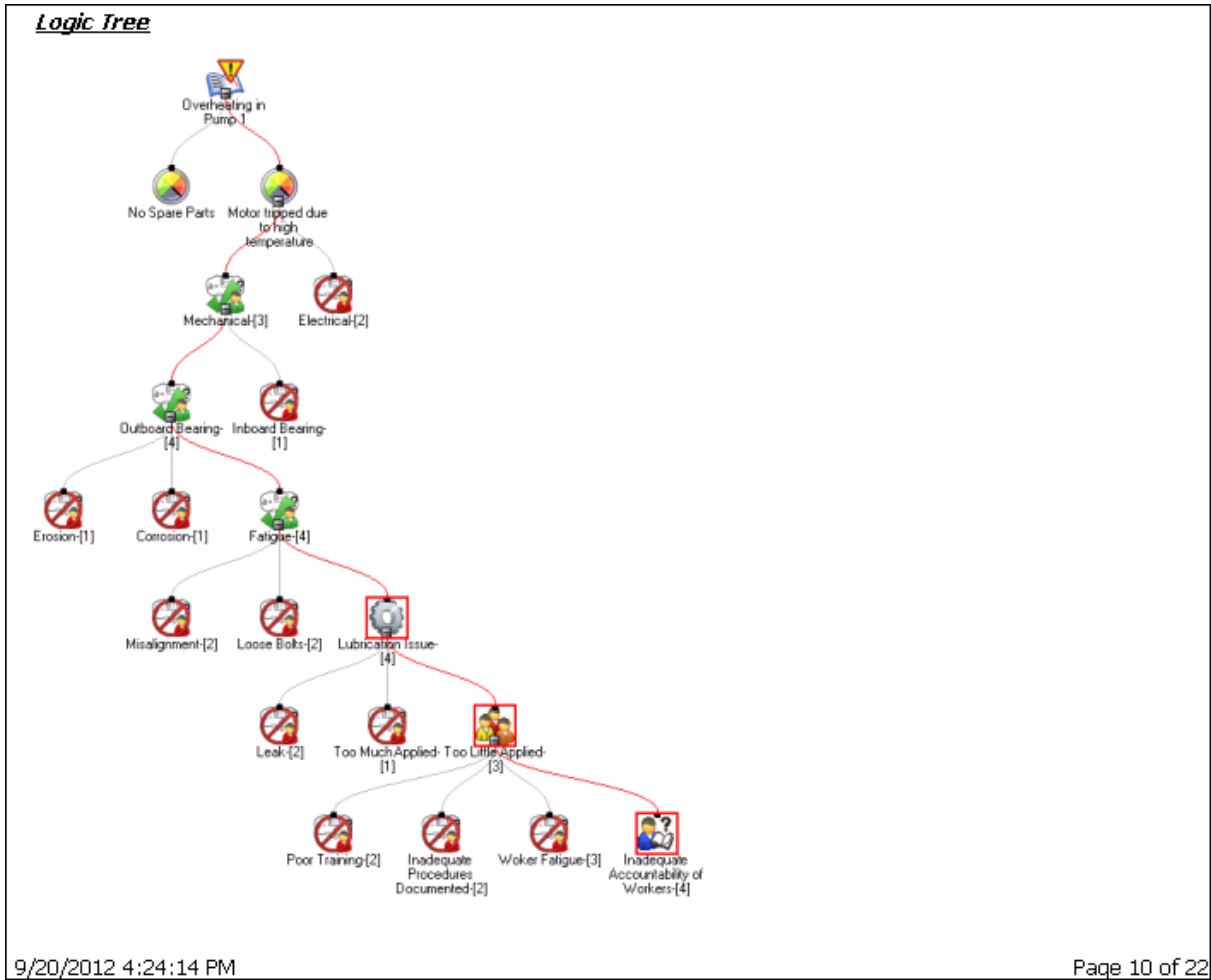 Logic Tree
Overheating in
Pump 1
No Spare Parts
Motor tripped due
to high
temperature
Mechanical-[3]
Electrical-[2]
Outboard Bearing-
[4]
Inboard Bearing-
[1]
Erosion-[1]
Corrosion-[1]
Fatigue-[4]
Misalignment-[2]
Loose Bolts-[2]
Lubrication Issue-
[4]
Leak-[2]
Too Much Applied-
[1]
Too Little Applied-
[3]
Poor Training-[2]
Inadequate
Procedures
Documented-[2]
Woker Fatigue-[3]
Inadequate
Accountability of
Workers-[4]
9/20/2012 4:24:14 PM
Page 10 of 22